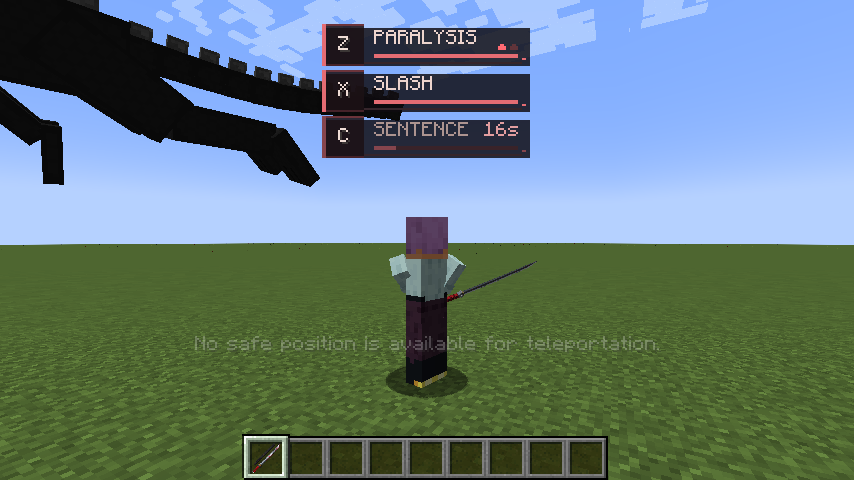 Z PARALYSIS
X SLASH
C SENTENCE 16s
No safe position is available for teleportation.